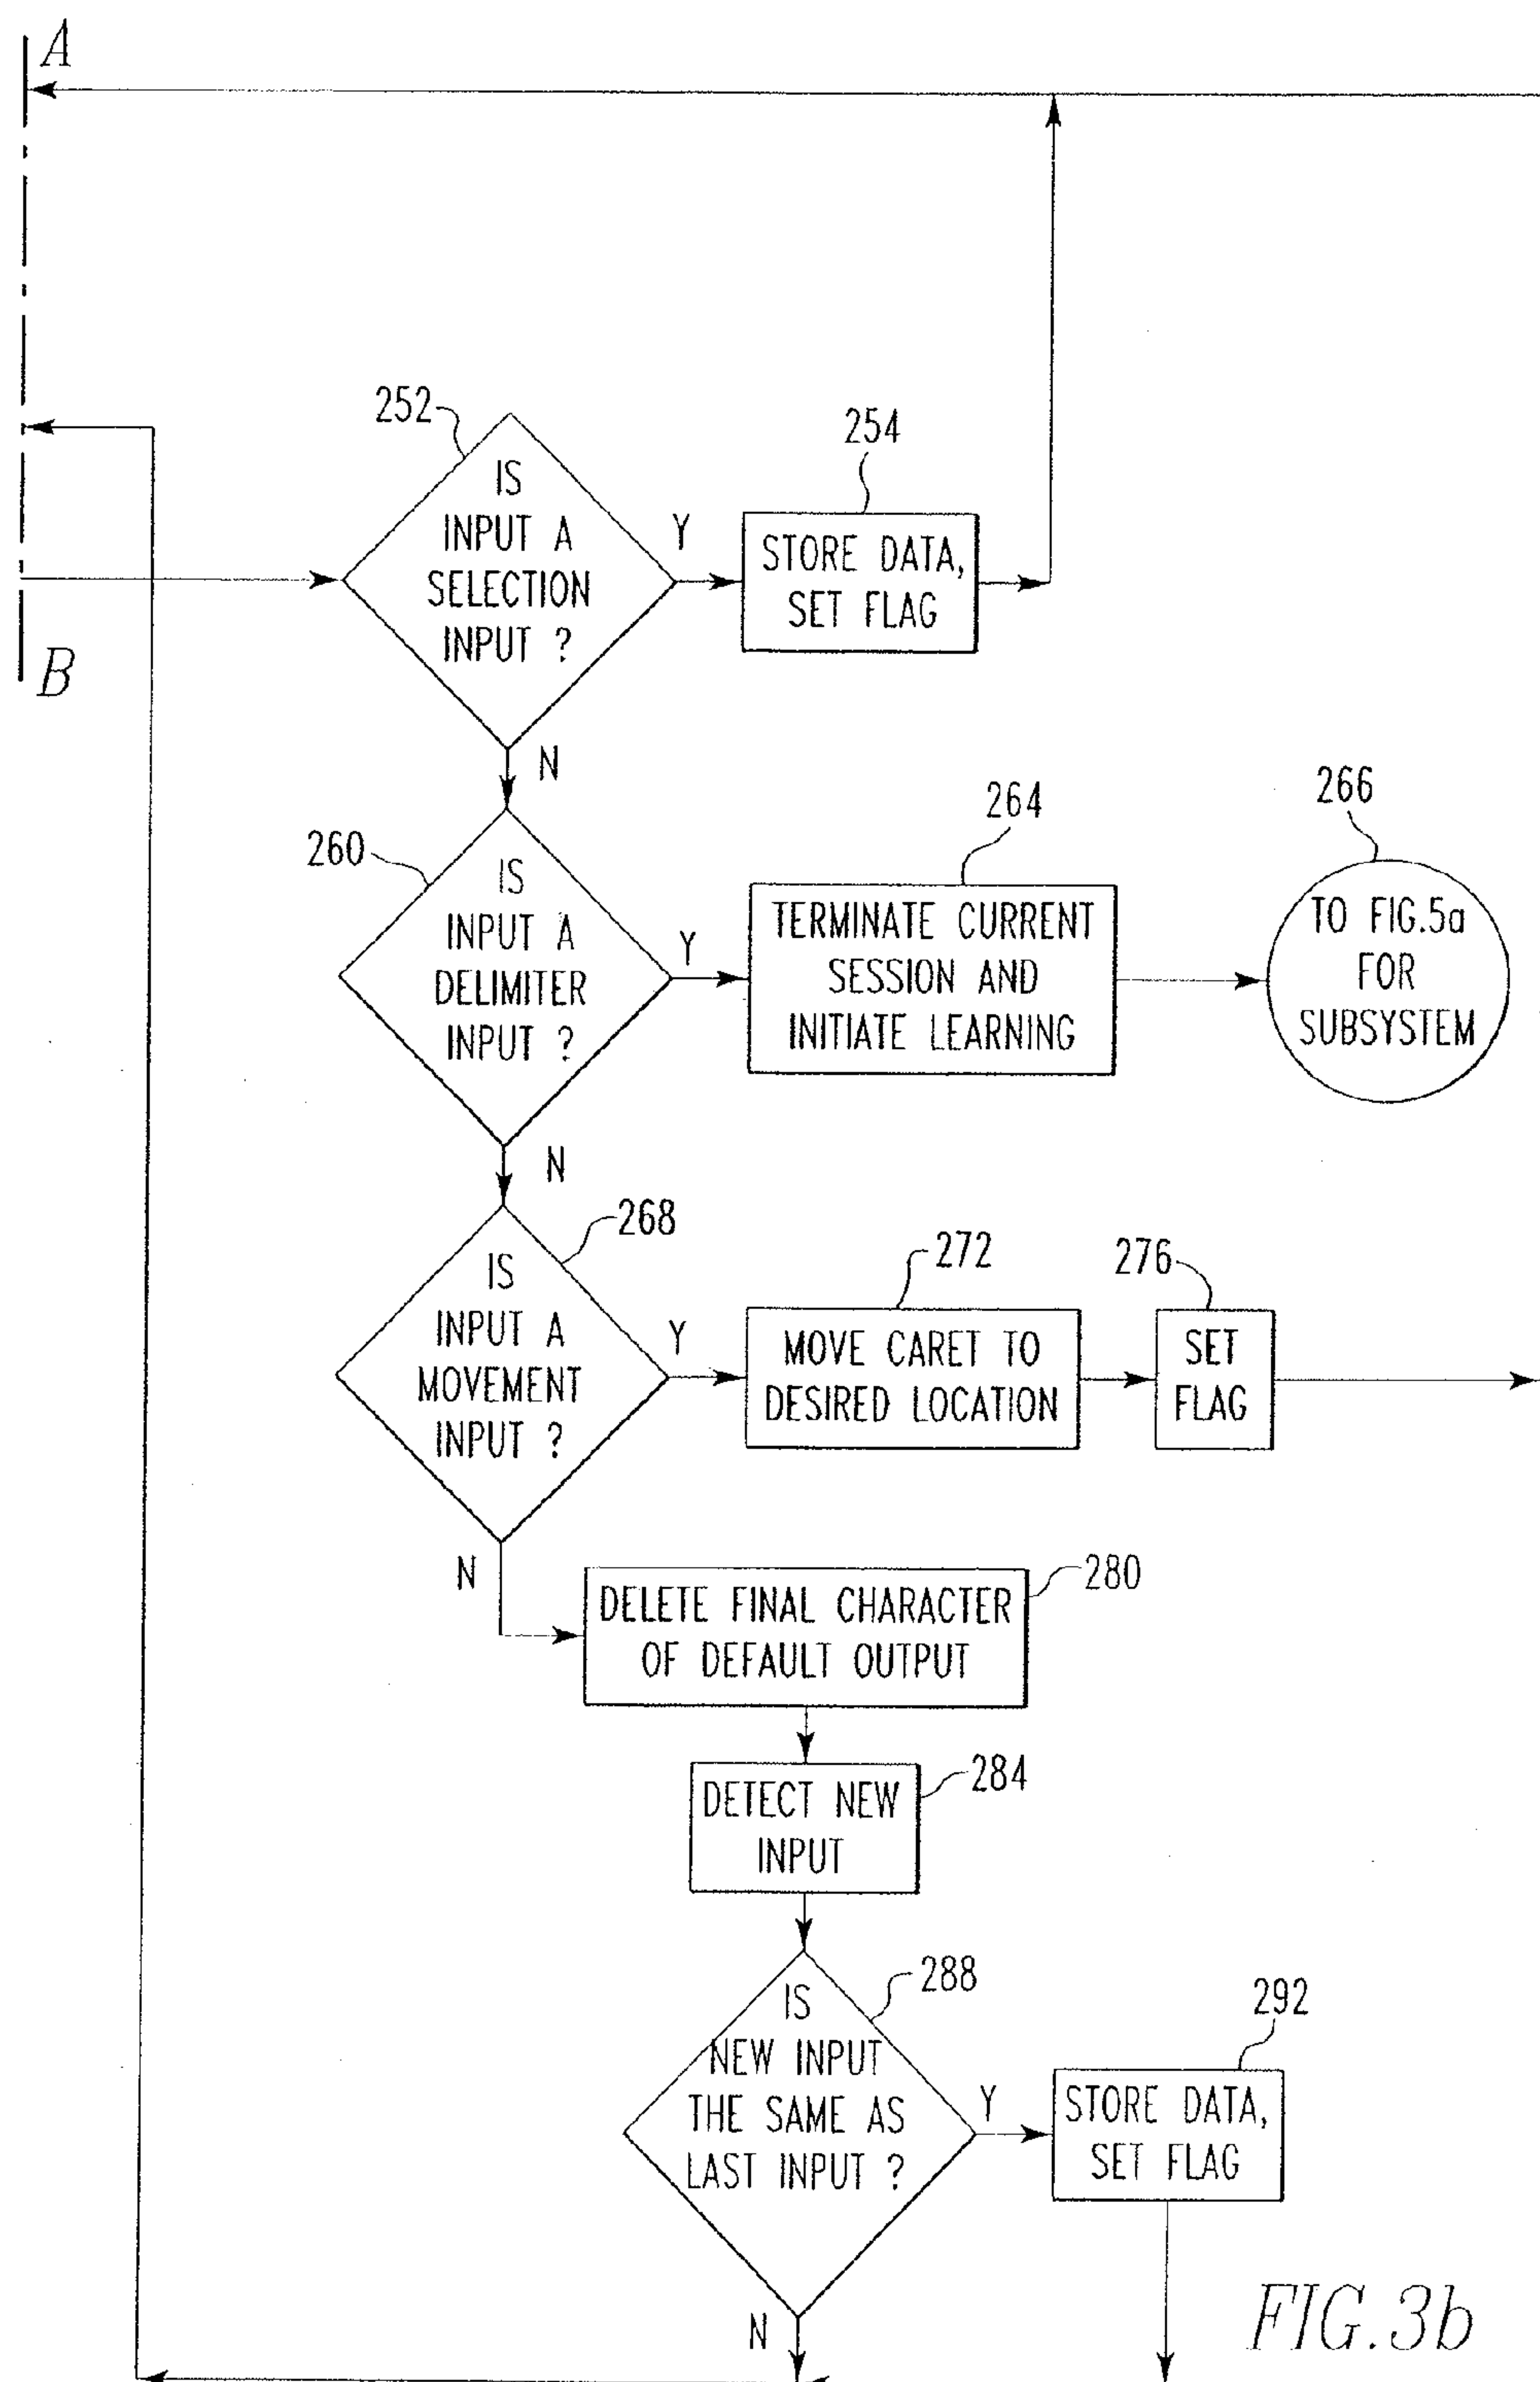 A
252
IS
INPUT A
SELECTION
INPUT ?
Y
254
STORE DATA,
SET FLAG
B
N
260
IS
INPUT A
DELIMITER
INPUT ?
Y
264
TERMINATE CURRENT
SESSION AND
INITIATE LEARNING
266
TO FIG.5a
FOR
SUBSYSTEM
N
268
IS
INPUT A
MOVEMENT
INPUT ?
Y
272
MOVE CARET TO
DESIRED LOCATION
276
SET
FLAG
N
280
DELETE FINAL CHARACTER
OF DEFAULT OUTPUT
284
DETECT NEW
INPUT
288
IS
NEW INPUT
THE SAME AS
LAST INPUT ?
Y
292
STORE DATA,
SET FLAG
N
FIG.3b